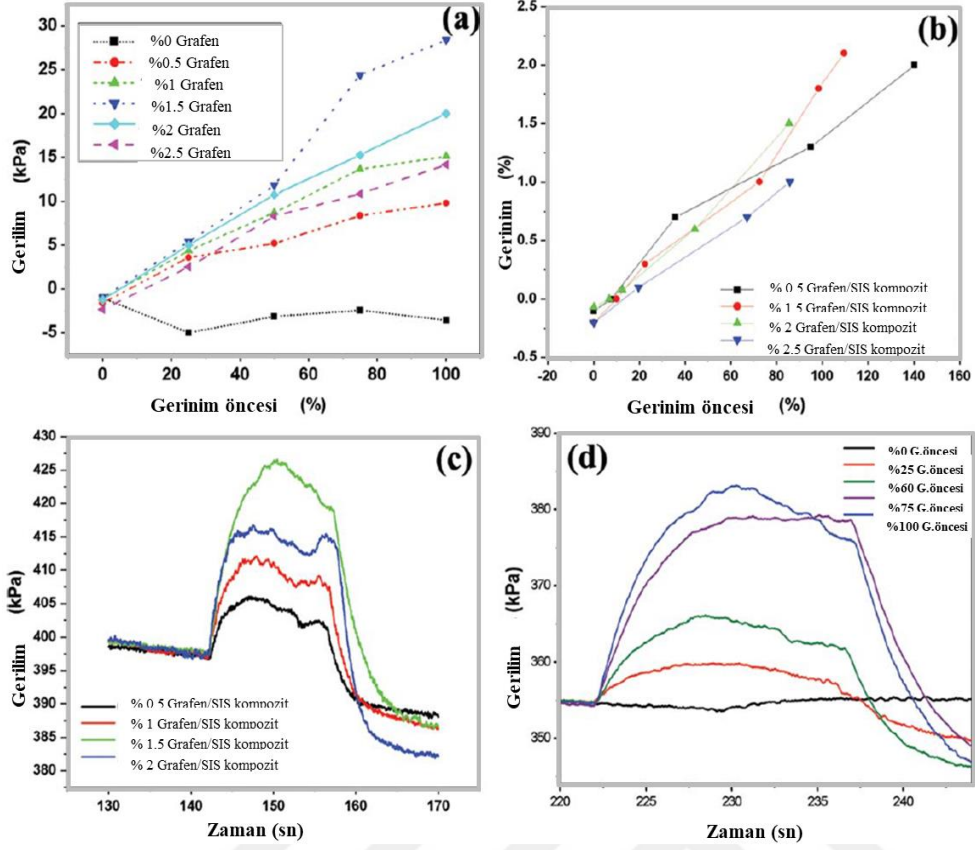 (a)
30
25
20
15
10
5
0
-5
Gerilim (kPa)
%0 Grafen
%0.5 Grafen
%1 Grafen
%1.5 Grafen
%2 Grafen
%2.5 Grafen
0 20 40 60 80 100
Gerinim öncesi (%)
(b)
2.5
2.0
1.5
1.0
0.5
0.0
-0.5
Gerinim (%)
% 0.5 Grafen/SIS kompozit
% 1.5 Grafen/SIS kompozit
% 2 Grafen/SIS kompozit
% 2.5 Grafen/SIS kompozit
-20 0 20 40 60 80 100 120 140 160
Gerinim öncesi (%)
(c)
430
425
420
415
410
405
400
395
390
385
380
Gerilim (kPa)
% 0.5 Grafen/SIS kompozit
% 1 Grafen/SIS kompozit
% 1.5 Grafen/SIS kompozit
% 2 Grafen/SIS kompozit
130 140 150 160 170
Zaman (sn)
(d)
390
380
370
360
350
Gerilim (kPa)
%0 G.öncesi
%25 G.öncesi
%60 G.öncesi
%75 G.öncesi
%100 G.öncesi
220 225 230 235 240
Zaman (sn)